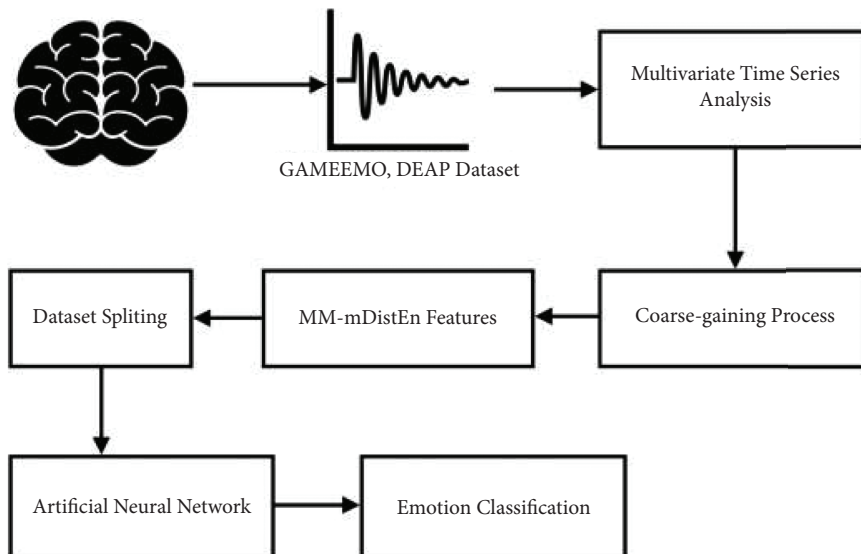 GAMEEMO, DEAP Dataset
Multivariate Time Series
Analysis
Coarse-gaining Process
MM-mDistEn Features
Dataset Spliting
Artificial Neural Network
Emotion Classification